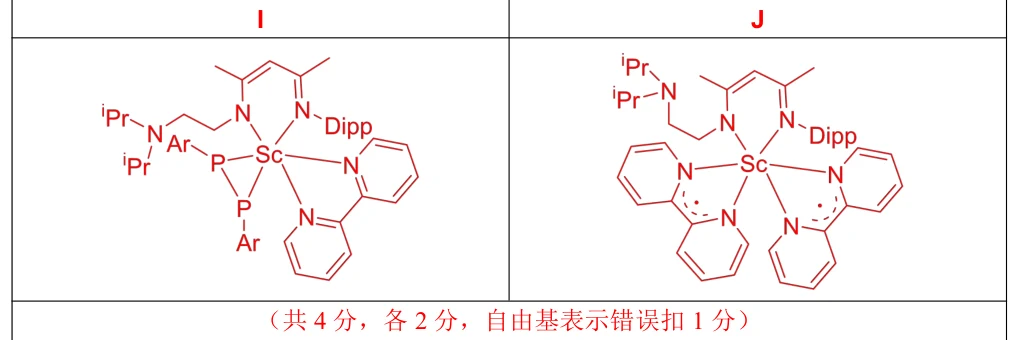 I J
iPr
iPr N
N N
Dipp
Ar P Sc N
P N
Ar
iPr
iPr N
N N
Dipp
N Sc N
N N
（共 4 分，各 2 分，自由基表示错误扣 1 分）